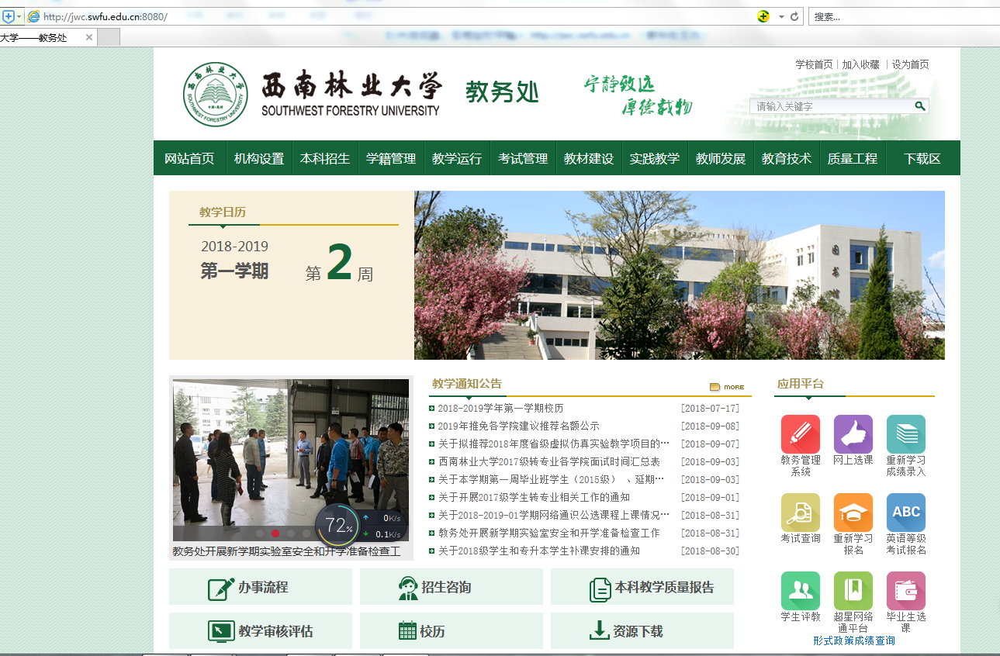 http://jwc.swfu.edu.cn:8080/
搜索...
大学——教务处
学校首页 | 加入收藏 | 设为首页
西南林业大学
SOUTHWEST FORESTRY UNIVERSITY
教务处
宁静致远
厚德载物
请输入关键字
网站首页 机构设置 本科招生 学籍管理 教学运行 考试管理 教材建设 实践教学 教师发展 教育技术 质量工程 下载区
教学日历
2018-2019
第一学期
第2周
图书馆
教务处开展新学期实验室安全和开学准备检查工
72%
0K/s
0.1K/s
教学通知公告
MORE
2018-2019学年第一学期校历 [2018-07-17]
2019年推免各学院建议推荐名额公示 [2018-09-08]
关于拟推荐2018年度省级虚拟仿真实验教学项目的··· [2018-09-07]
西南林业大学2017级转专业各学院面试时间汇总表 [2018-09-03]
关于本学期第一周毕业班学生（2015级）、延期··· [2018-09-03]
关于开展2017级学生转专业相关工作的通知 [2018-09-01]
关于2018-2019-01学期网络通识公选课程上课情况··· [2018-08-31]
教务处开展新学期实验室安全和开学准备检查工作 [2018-08-31]
关于2018级学生和专升本学生补课安排的通知 [2018-08-30]
应用平台
教务管理系统
网上选课
重新学习成绩录入
考试查询
重新学习报名
ABC
英语等级考试报名
学生评教
超星网络通平台
毕业生选课
形式政策成绩查询
办事流程
招生咨询
本科教学质量报告
教学审核评估
校历
资源下载